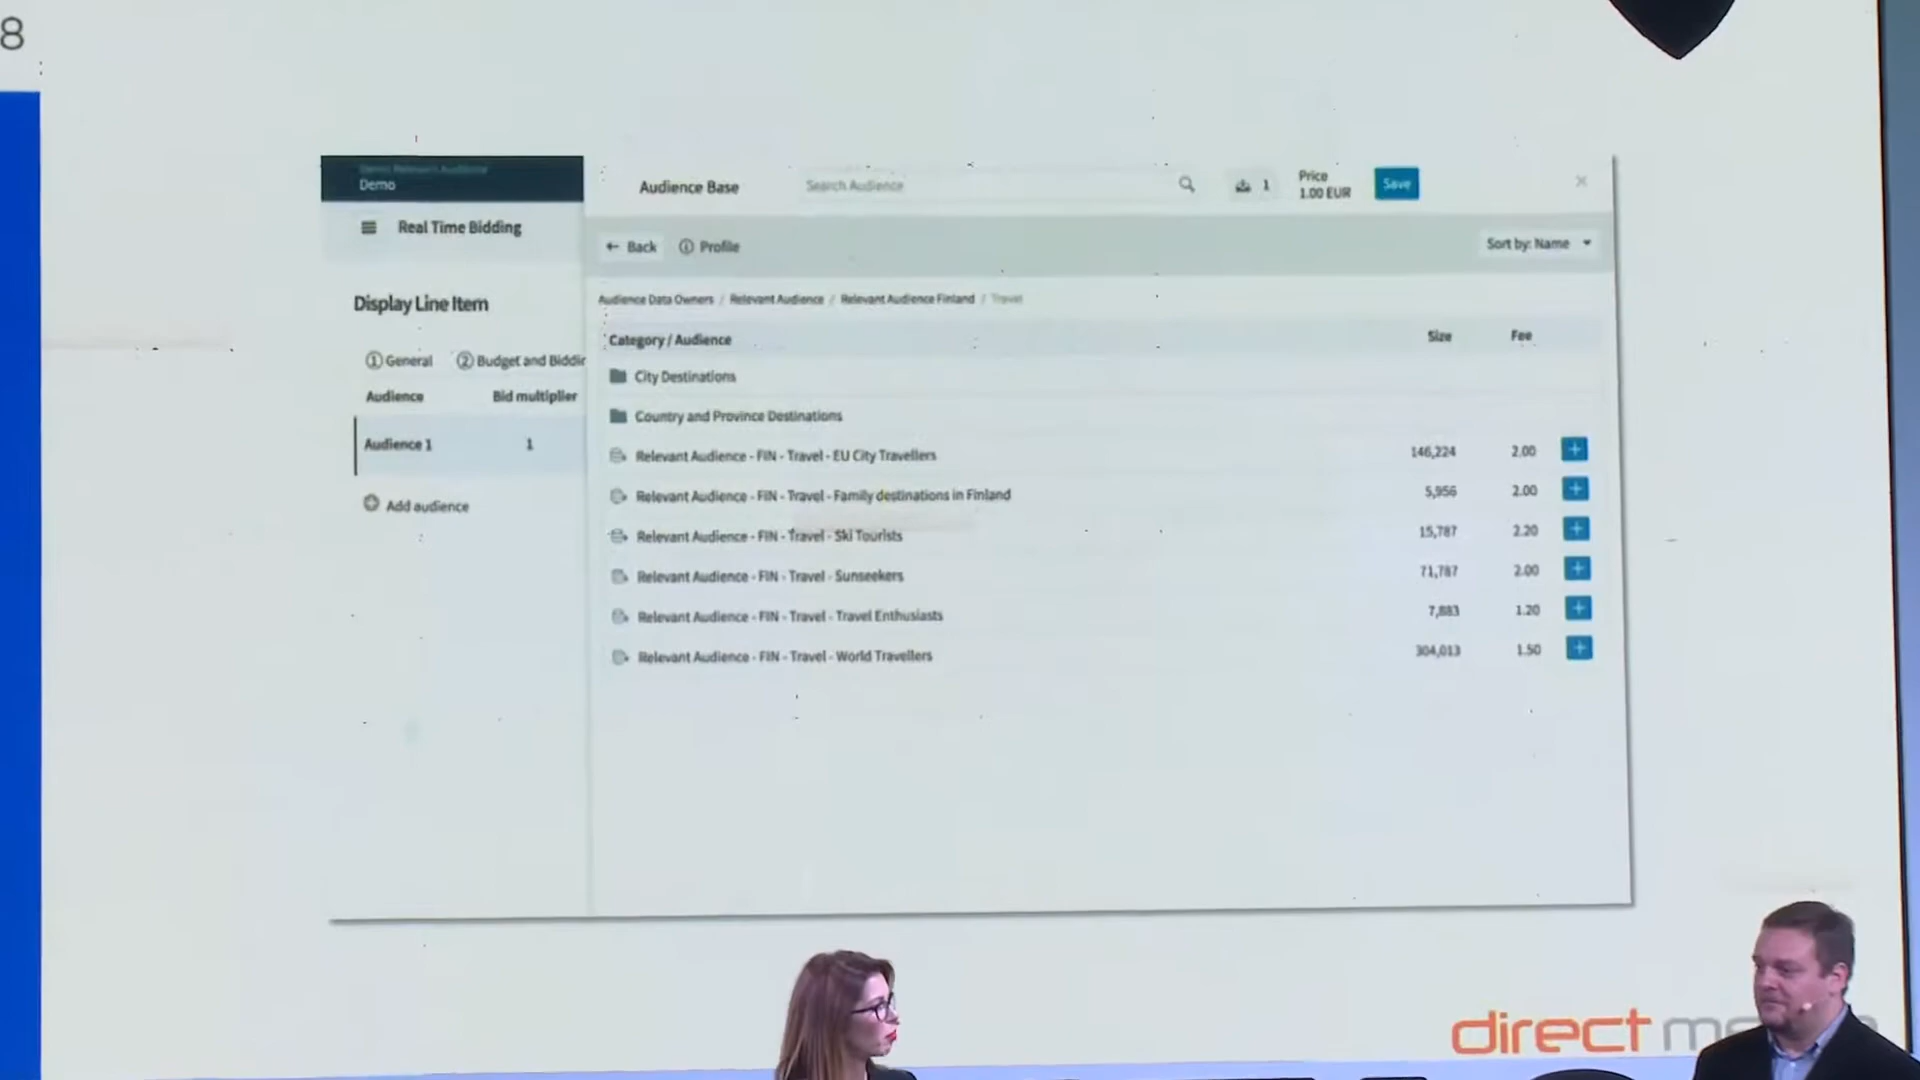 8
Demo Relevant Audience
Demo
Audience Base
Search Audience
1
Price
1.00 EUR
Save
Real Time Bidding
Back
Profile
Sort by: Name
Display Line Item
Audience Data Owners / Relevant Audience / Relevant Audience Finland / Travel
Category / Audience
Size
Fee
1 General
2 Budget and Biddin
City Destinations
Audience
Bid multiplier
Country and Province Destinations
Audience 1
1
Relevant Audience - FIN - Travel - EU City Travellers
146,224
2.00
Relevant Audience - FIN - Travel - Family destinations in Finland
5,956
2.00
Add audience
Relevant Audience - FIN - Travel - Ski Tourists
15,787
2.20
Relevant Audience - FIN - Travel - Sunseekers
71,787
2.00
Relevant Audience - FIN - Travel - Travel Enthusiasts
7,883
1.20
Relevant Audience - FIN - Travel - World Travellers
304,013
1.50
direct